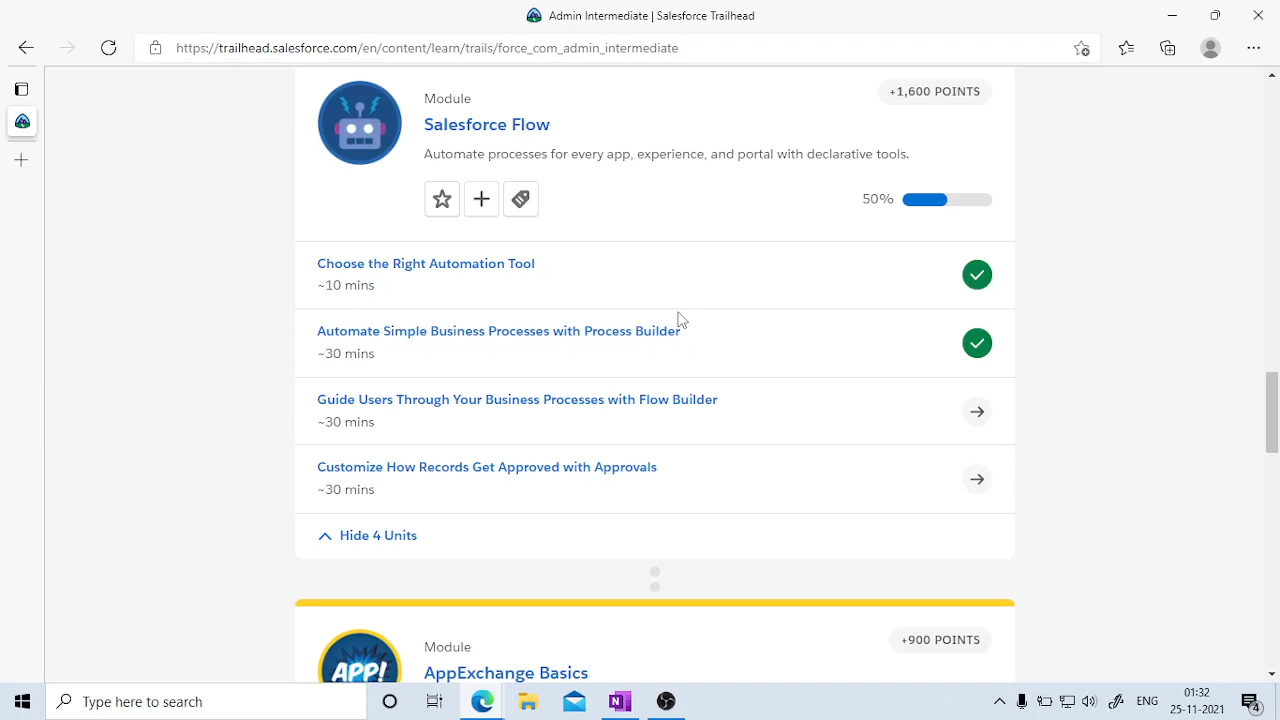 Admin Intermediate | Salesforce Trailhead
https://trailhead.salesforce.com/en/content/learn/trails/force_com_admin_intermediate
Module
+1,600 POINTS
Salesforce Flow
Automate processes for every app, experience, and portal with declarative tools.
50%
Choose the Right Automation Tool
~10 mins
Automate Simple Business Processes with Process Builder
~30 mins
Guide Users Through Your Business Processes with Flow Builder
~30 mins
Customize How Records Get Approved with Approvals
~30 mins
Hide 4 Units
Module
+900 POINTS
APP!
AppExchange Basics
Type here to search
ENG
01:32
25-11-2021
4